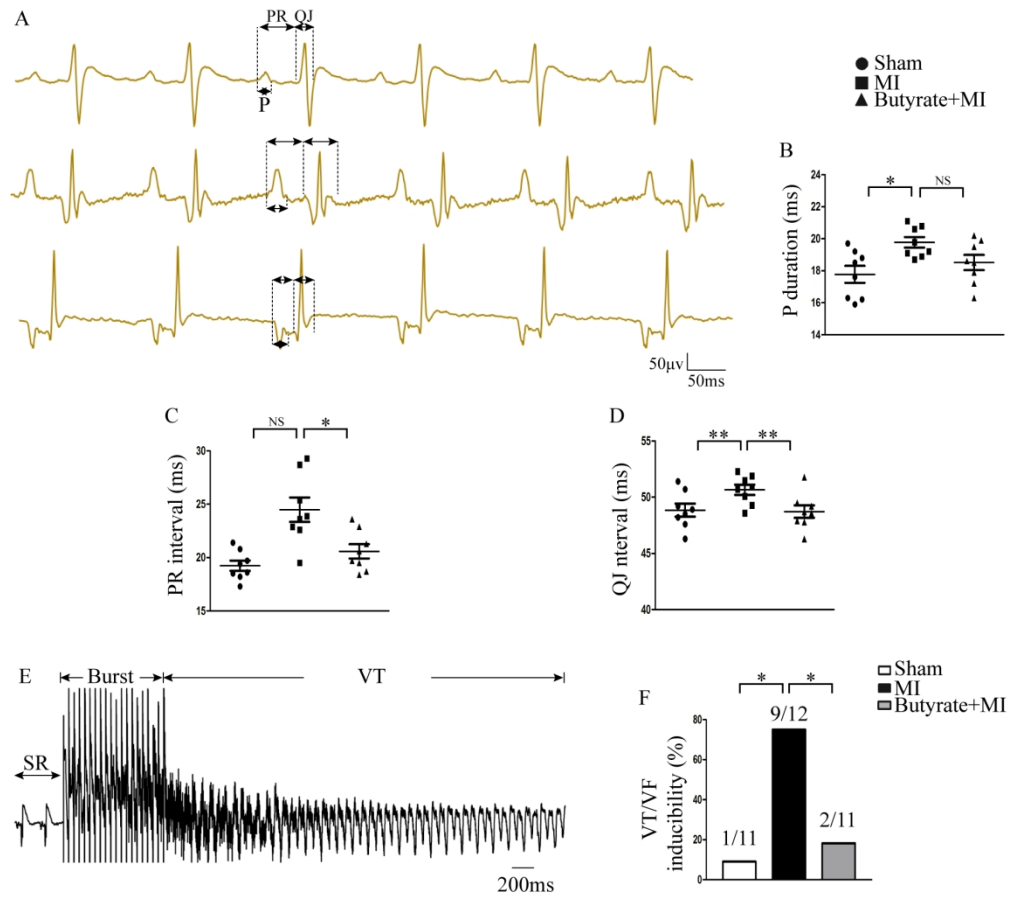 A
PR QJ
P
50μv
50ms
Sham
MI
Butyrate+MI
B
* NS
P duration (ms)
24
22
20
18
16
14
C
NS *
PR interval (ms)
30
25
20
15
D
** **
QJ nterval (ms)
55
50
45
40
E
Burst VT
SR
200ms
F
Sham
MI
Butyrate+MI
* *
9/12
1/11
2/11
VT/VF
inducibility (%)
80
60
40
20
0